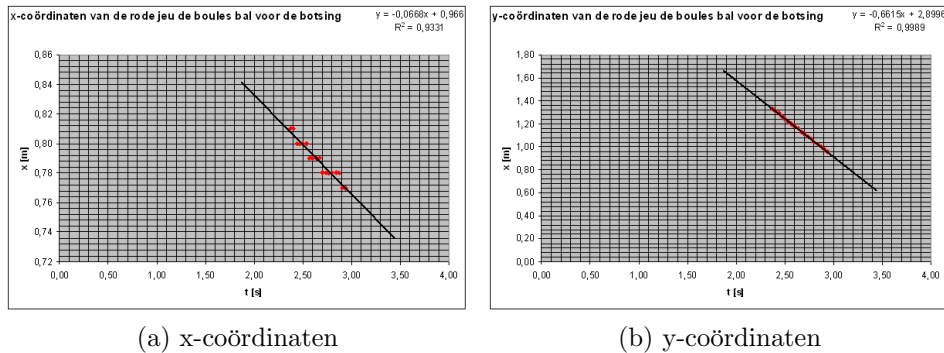 x-coördinaten van de rode jeu de boules bal voor de botsing
y = -0,0668x + 0,966
R² = 0,9331
0,86
0,84
0,82
0,80
0,78
0,76
0,74
0,72
x [m]
0,00 0,50 1,00 1,50 2,00 2,50 3,00 3,50 4,00
t [s]
(a) x-coördinaten
y-coördinaten van de rode jeu de boules bal voor de botsing
y = -0,6615x + 2,8996
R² = 0,9989
1,80
1,60
1,40
1,20
1,00
0,80
0,60
0,40
0,20
0,00
x [m]
0,00 0,50 1,00 1,50 2,00 2,50 3,00 3,50 4,00
t [s]
(b) y-coördinaten